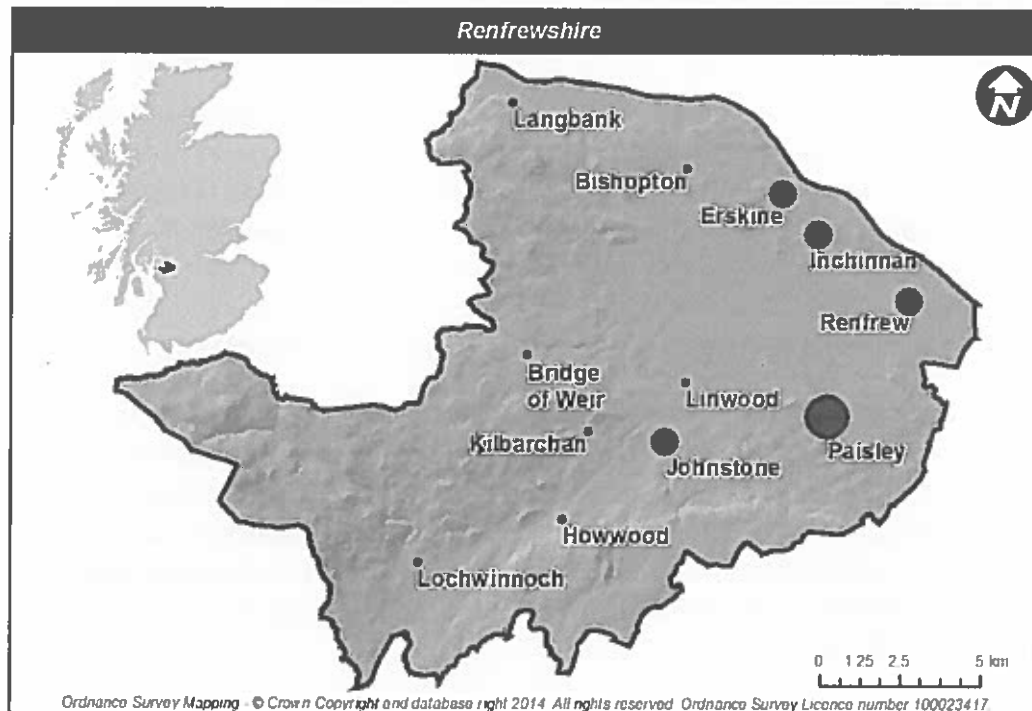 Renfrewshire
N
Langbank
Bishopton
Erskine
Inchinnan
Renfrew
Bridge
of Weir
Linwood
Kilbarchan
Paisley
Johnstone
Howwood
Lochwinnoch
0 1.25 2.5 5 km
Ordnance Survey Mapping - © Crown Copyright and database right 2014 All rights reserved Ordnance Survey Licence number 100023417.